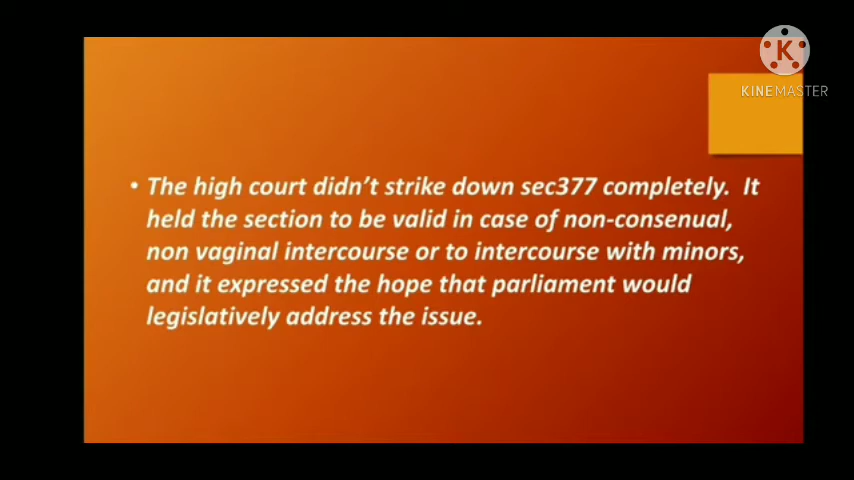 K
KINEMASTER
• The high court didn't strike down sec377 completely.  It
held the section to be valid in case of non-consenual,
non vaginal intercourse or to intercourse with minors,
and it expressed the hope that parliament would
legislatively address the issue.